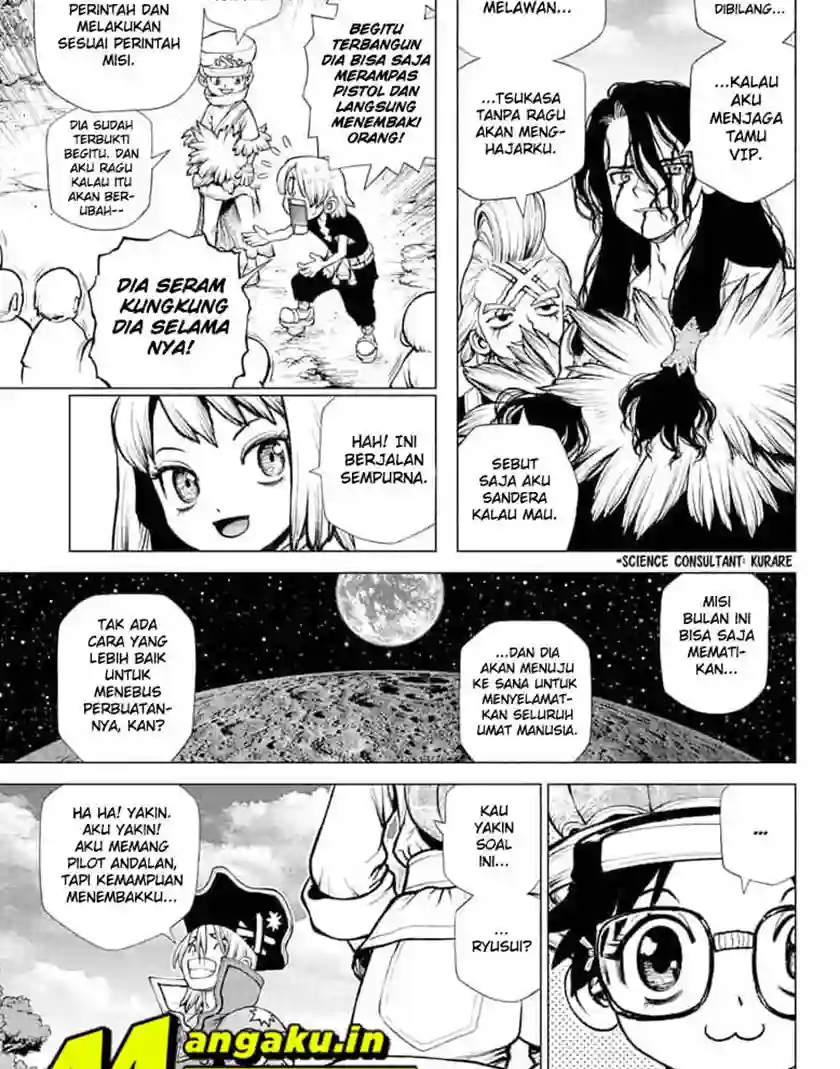 MELAWAN...
DIBILANG...
...KALAU
AKU
MENJAGA
TAMU
VIP.
...TSUKASA
TANPA RAGU
AKAN MENG-
HAJARKU.
SEBUT
SAJA AKU
SANDERA
KALAU MAU.
BEGITU
TERBANGUN
DIA BISA SAJA
MERAMPAS
PISTOL DAN
LANGSUNG
MENEMBAKI
ORANG!
PERINTAH DAN
MELAKUKAN
SESUAI PERINTAH
MISI.
DIA SUDAH
TERBUKTI
BEGITU. DAN
AKU RAGU
KALAU ITU
AKAN BER-
UBAH--
DIA SERAM
KUNGKUNG
DIA SELAMA
NYA!
HAH! INI
BERJALAN
SEMPURNA.
*SCIENCE CONSULTANT: KURARE
MISI
BULAN INI
BISA SAJA
MEMATI-
KAN...
...DAN DIA
AKAN MENUJU
KE SANA UNTUK
MENYELAMAT-
KAN SELURUH
UMAT MANUSIA.
TAK ADA
CARA YANG
LEBIH BAIK
UNTUK
MENEBUS
PERBUATAN-
NYA, KAN?
...
KAU
YAKIN
SOAL
INI...
...
RYUSUI?
HA HA! YAKIN.
AKU YAKIN!
AKU MEMANG
PILOT ANDALAN,
TAPI KEMAMPUAN
MENEMBAKKU...
Mangaku.in